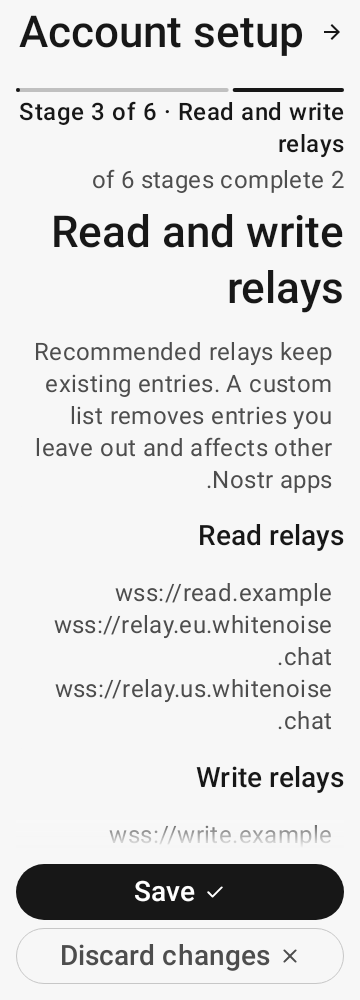 Account setup
Stage 3 of 6 · Read and write
relays
of 6 stages complete 2
Read and write
relays
Recommended relays keep
existing entries. A custom
list removes entries you
leave out and affects other
.Nostr apps
Read relays
wss://read.example
wss://relay.eu.whitenoise
.chat
wss://relay.us.whitenoise
.chat
Write relays
wss://write.example
Save
Discard changes